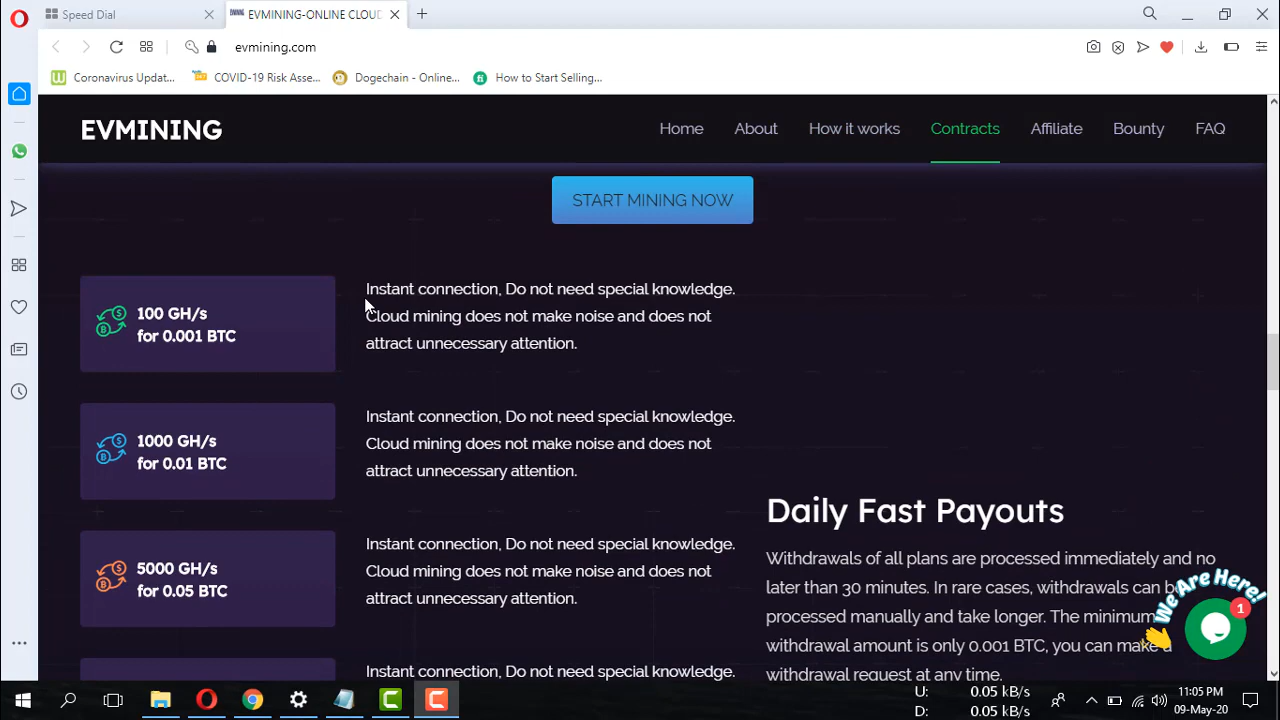 Speed Dial
EVMINING-ONLINE CLOUD
evmining.com
Coronavirus Updat...
COVID-19 Risk Asse...
Dogechain - Online...
How to Start Selling...
EVMINING
Home
About
How it works
Contracts
Affiliate
Bounty
FAQ
START MINING NOW
100 GH/s
for 0.001 BTC
Instant connection, Do not need special knowledge.
Cloud mining does not make noise and does not
attract unnecessary attention.
1000 GH/s
for 0.01 BTC
Instant connection, Do not need special knowledge.
Cloud mining does not make noise and does not
attract unnecessary attention.
5000 GH/s
for 0.05 BTC
Instant connection, Do not need special knowledge.
Cloud mining does not make noise and does not
attract unnecessary attention.
Instant connection, Do not need special knowledge.
Daily Fast Payouts
Withdrawals of all plans are processed immediately and no
later than 30 minutes. In rare cases, withdrawals can be
processed manually and take longer. The minimum
withdrawal amount is only 0.001 BTC, you can make a
withdrawal request at any time.
We Are Here!
1
U: 0.05 kB/s
D: 0.05 kB/s
11:05 PM
09-May-20